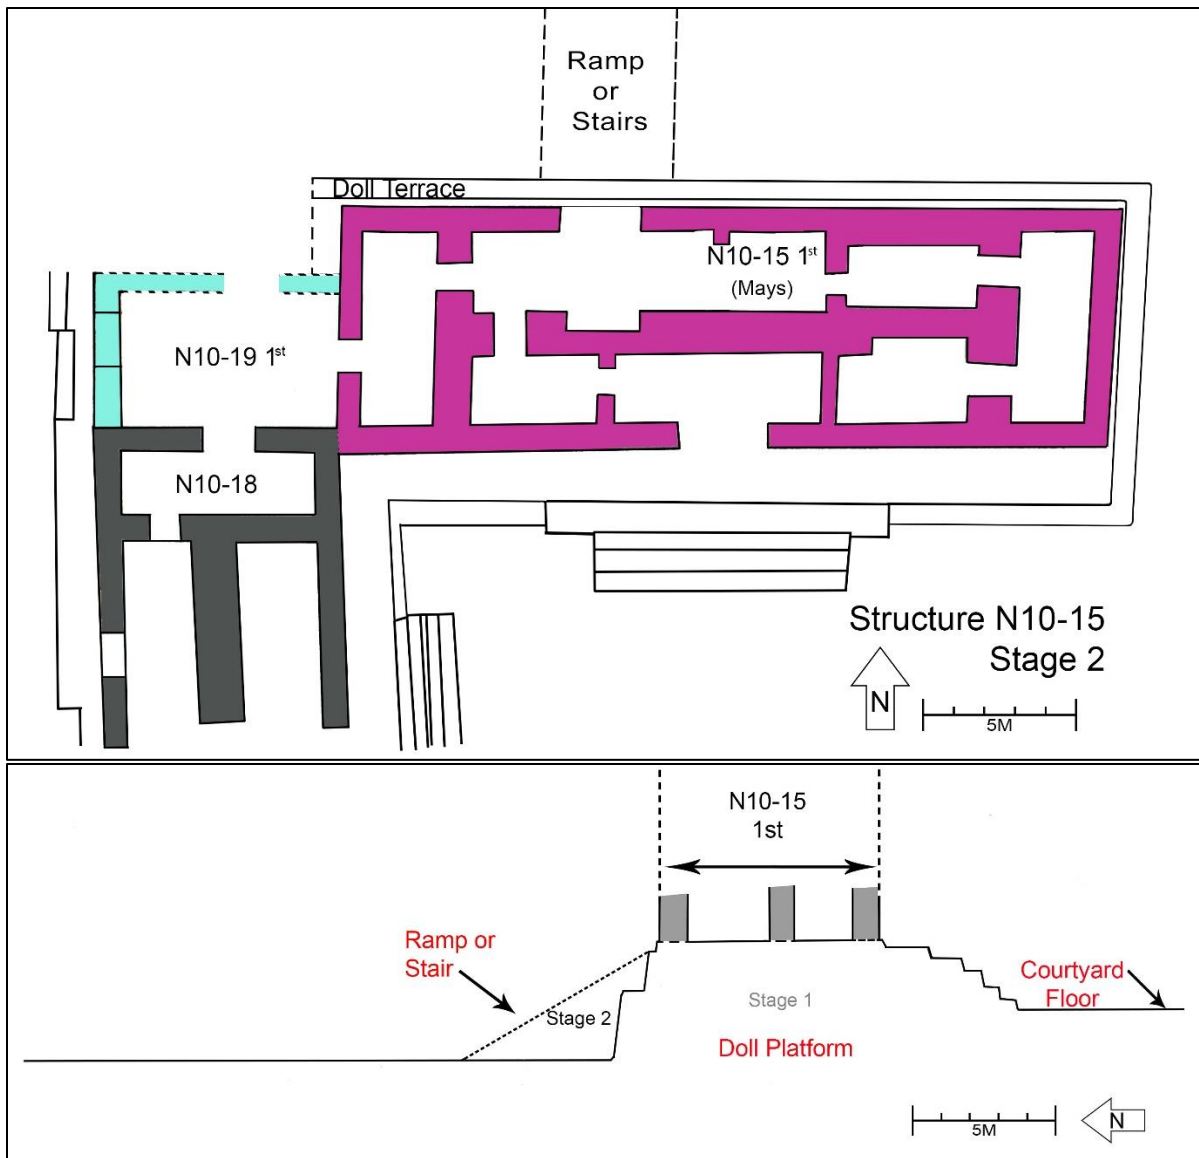 Ramp
or
Stairs
Doll Terrace
N10-15 1st
(Mays)
N10-19 1st
N10-18
Structure N10-15
Stage 2
N
5M
N10-15
1st
Ramp or
Stair
Stage 2
Stage 1
Doll Platform
Courtyard
Floor
5M
N